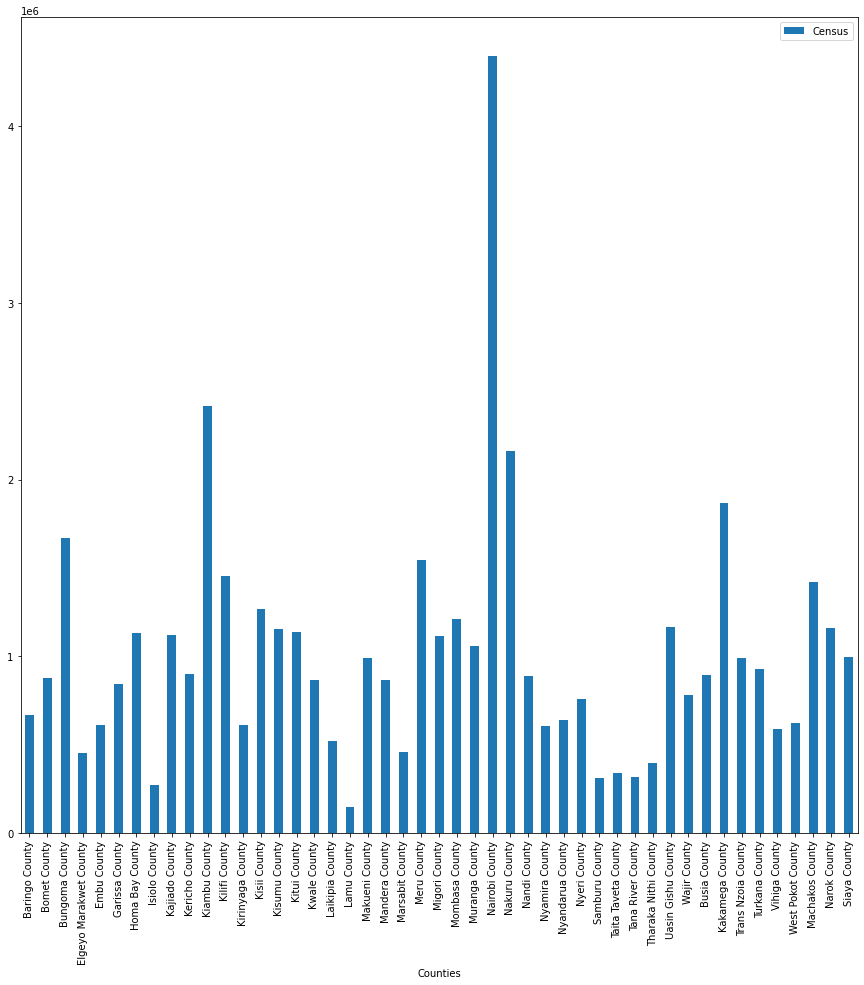 1e6
Census
4
3
2
1
0
Baringo County
Bomet County
Bungoma County
Elgeyo Marakwet County
Embu County
Garissa County
Homa Bay County
Isiolo County
Kajiado County
Kericho County
Kiambu County
Kilifi County
Kirinyaga County
Kisii County
Kisumu County
Kitui County
Kwale County
Laikipia County
Lamu County
Makueni County
Mandera County
Marsabit County
Meru County
Migori County
Mombasa County
Muranga County
Nairobi County
Nakuru County
Nandi County
Nyamira County
Nyandarua County
Nyeri County
Samburu County
Taita Taveta County
Tana River County
Tharaka Nithi County
Uasin Gishu County
Wajir County
Busia County
Kakamega County
Trans Nzoia County
Turkana County
Vihiga County
West Pokot County
Machakos County
Narok County
Siaya County
Counties